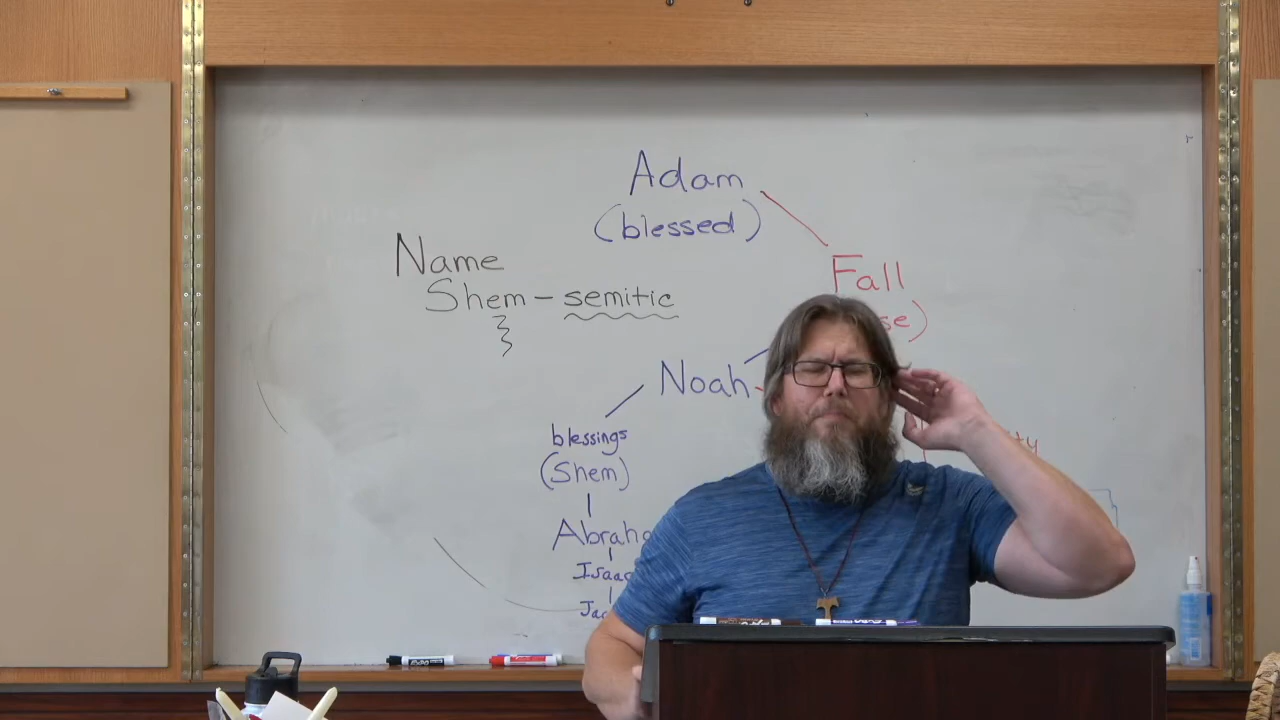 Adam
(blessed)
Name
Fall
Shem - semitic
Noah
blessings
(Shem)